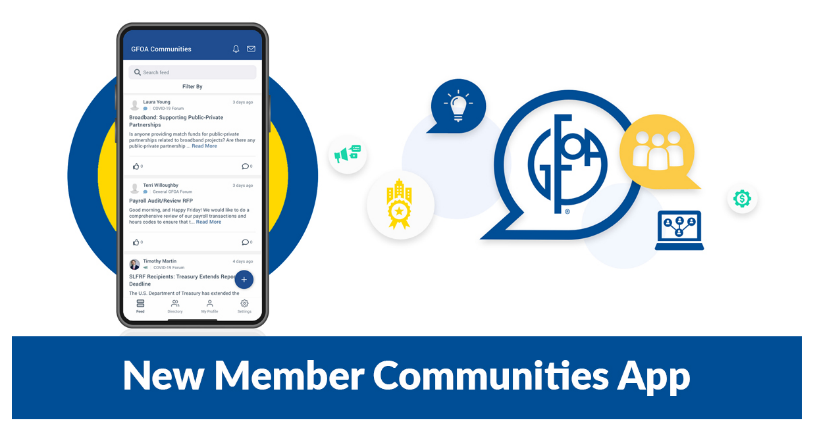 GFOA Communities
Search feed
Filter By
Laura Young
3 days ago
COVID-19 Forum
Broadband: Supporting Public-Private
Partnerships
Is anyone providing match funds for public-private
partnerships related to broadband projects? Are there any
public-private partnership ... Read More
0
0
Terri Willoughby
3 days ago
General GFOA Forum
Payroll Audit/Review RFP
Good morning, and Happy Friday! We would like to do a
comprehensive review of our payroll transactions and
hours codes to ensure that t... Read More
0
0
Timothy Martin
4 days ago
COVID-19 Forum
SLFRF Recipients: Treasury Extends Repo
Deadline
The U.S. Department of Treasury has extended the
+
Feed
Directory
My Profile
Settings
GFOA
®
$
New Member Communities App